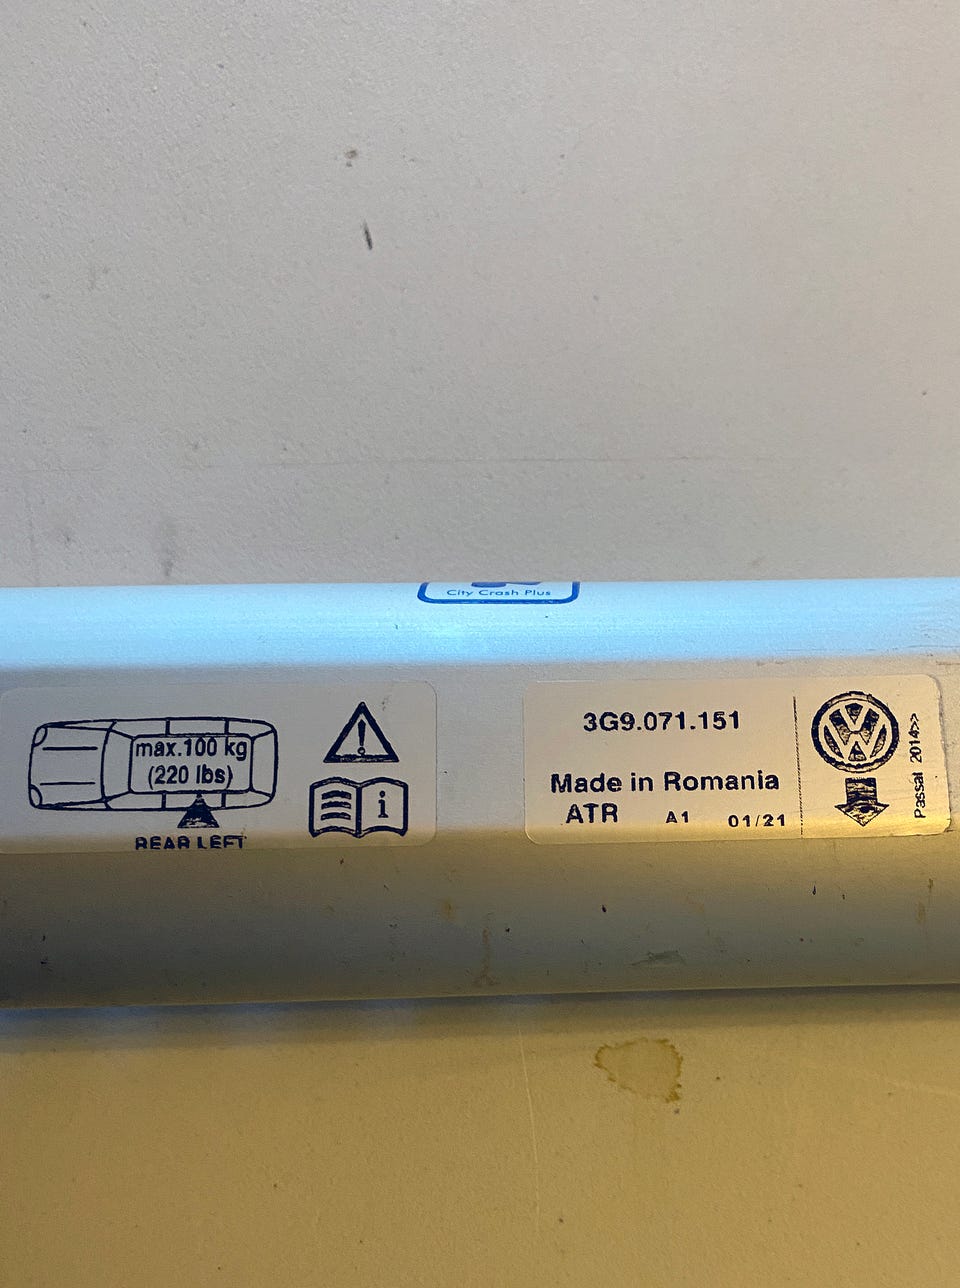 City Crash Plus
max.100 kg
(220 lbs)
REAR LEFT
i
3G9.071.151
Made in Romania
ATR A1 01/21
Passat 2014>>